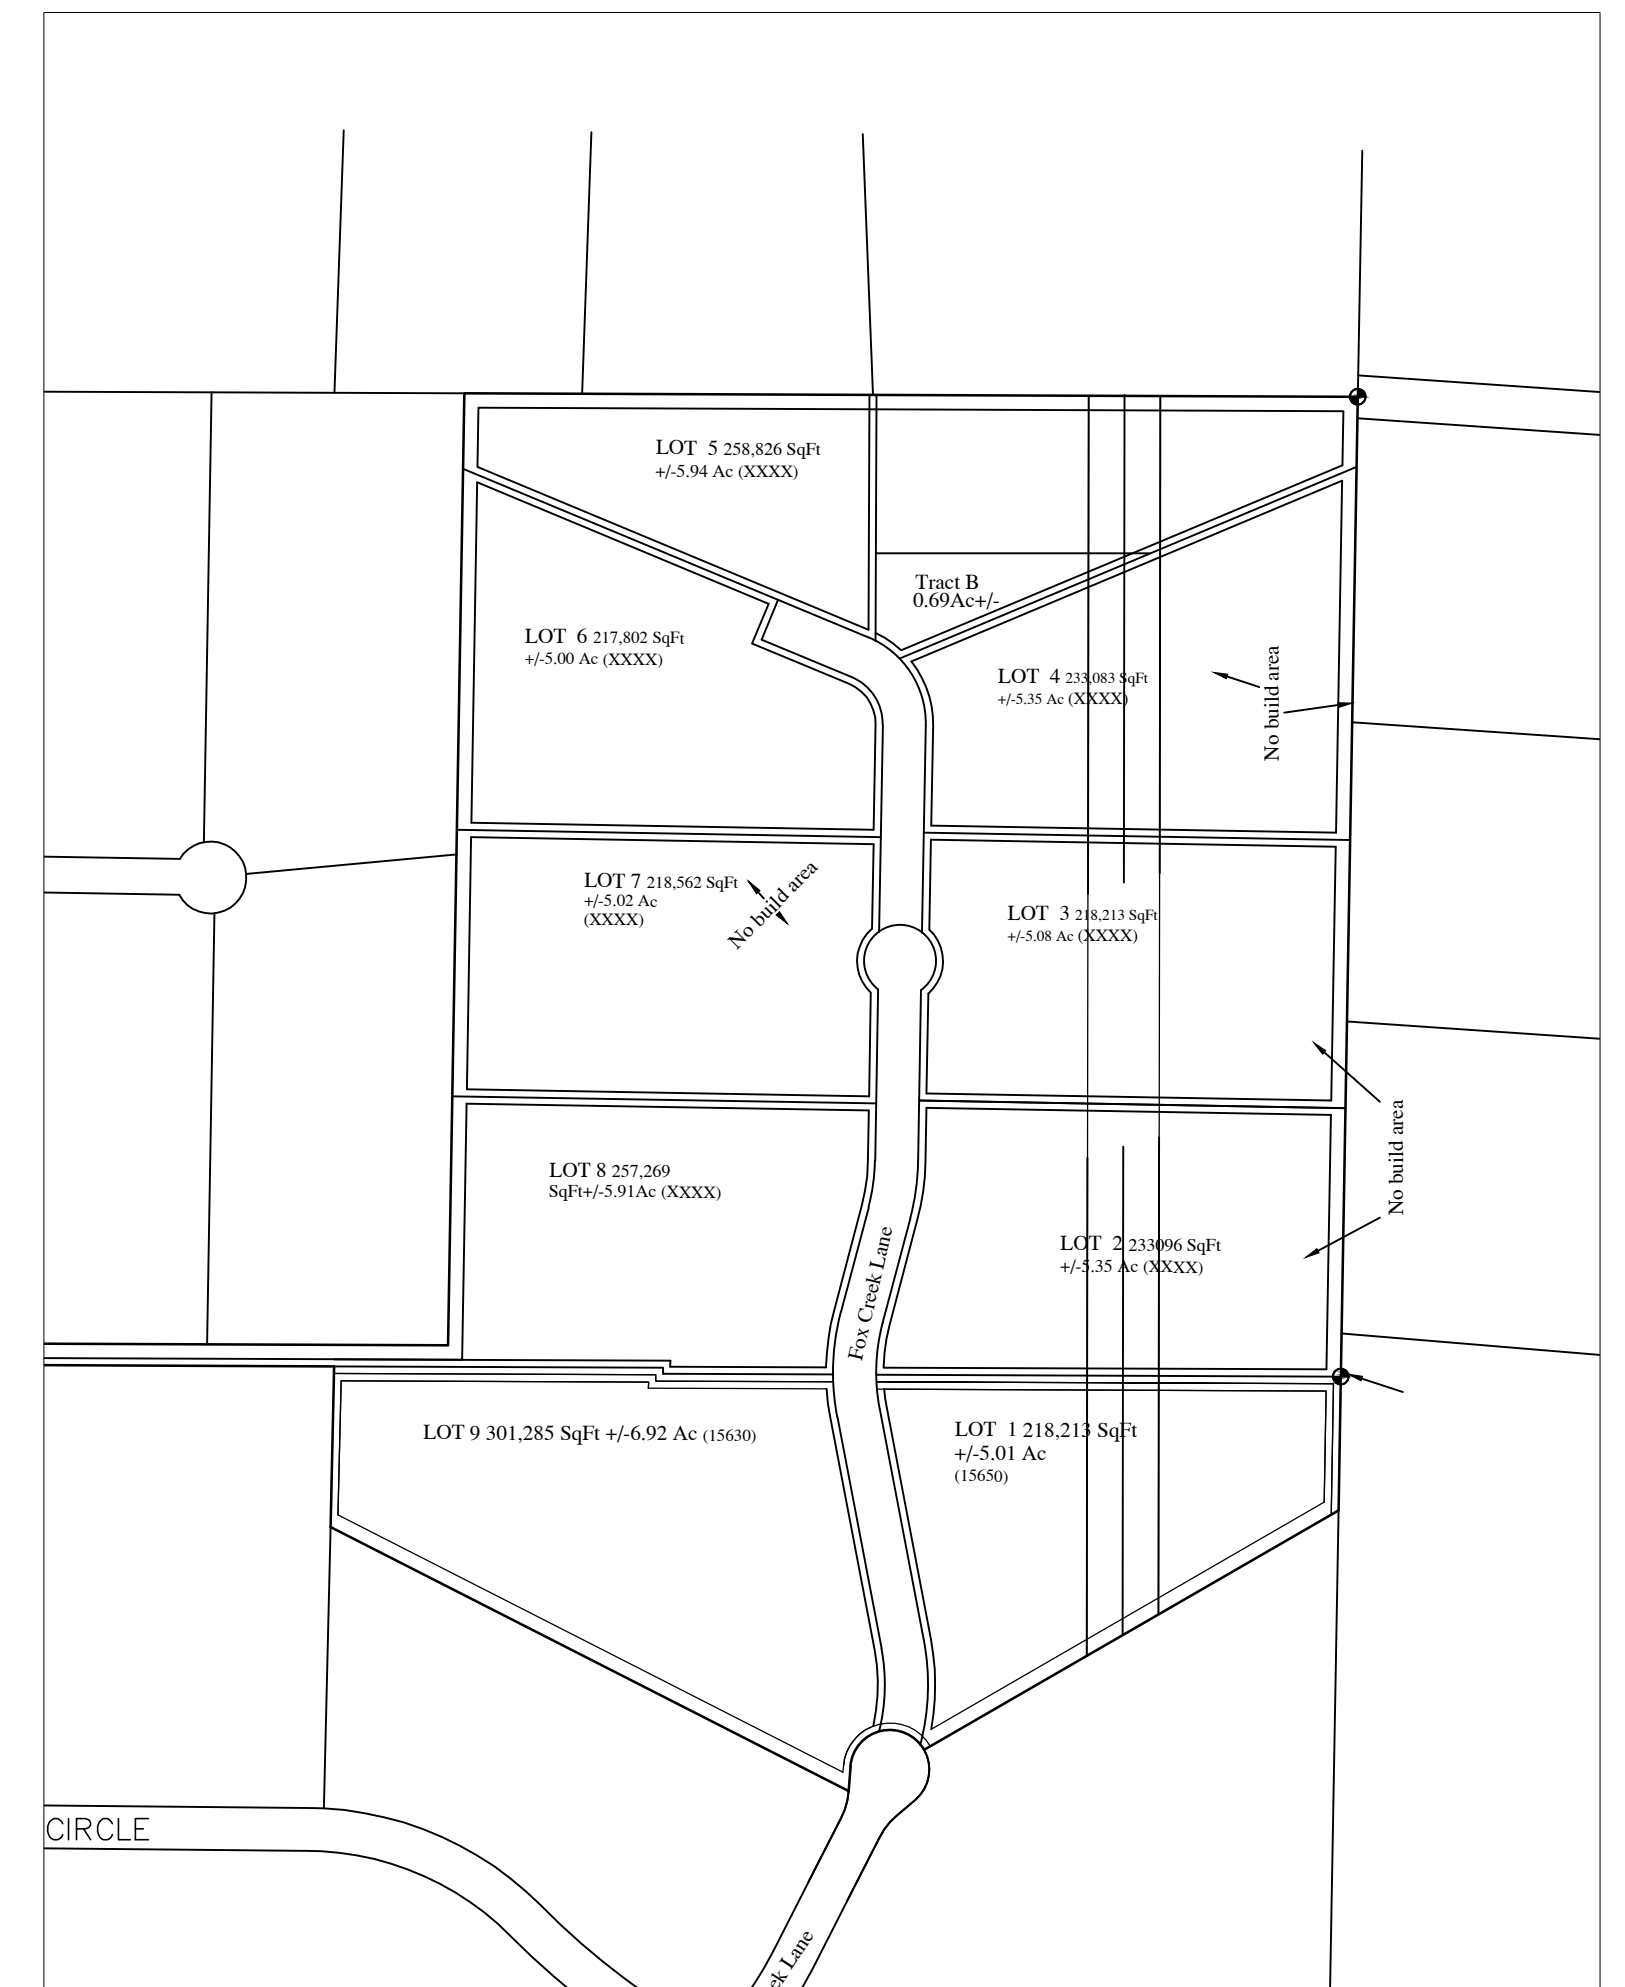 LOT 5 258,826 SqFt
+/-5.94 Ac (XXXX)
Tract B
0.69Ac+/-
LOT 6 217,802 SqFt
+/-5.00 Ac (XXXX)
LOT 4 233,083 SqFt
+/-5.35 Ac (XXXX)
No build area
LOT 7 218,562 SqFt
+/-5.02 Ac
(XXXX)
No build area
LOT 3 218,213 SqFt
+/-5.08 Ac (XXXX)
No build area
LOT 8 257,269
SqFt+/-5.91Ac (XXXX)
Fox Creek Lane
LOT 2 233096 SqFt
+/-5.35 Ac (XXXX)
LOT 9 301,285 SqFt +/-6.92 Ac (15630)
LOT 1 218,213 SqFt
+/-5.01 Ac
(15650)
CIRCLE
ek Lane